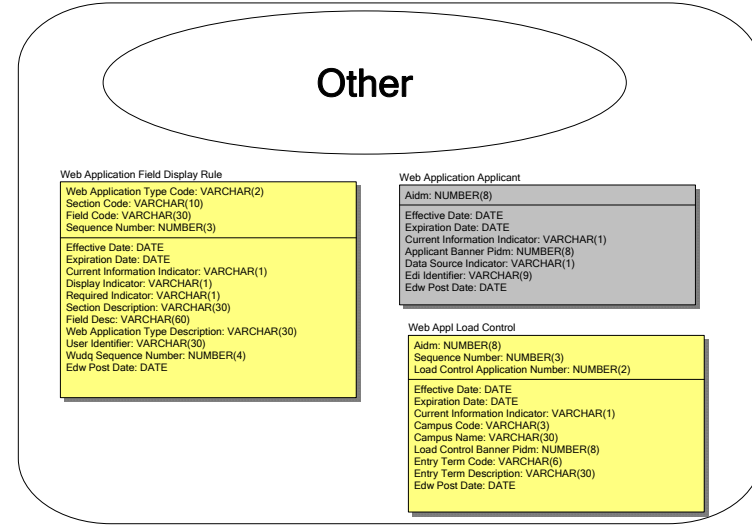 Other
Web Application Field Display Rule
Web Application Type Code: VARCHAR(2)
Section Code: VARCHAR(10)
Field Code: VARCHAR(30)
Sequence Number: NUMBER(3)
Effective Date: DATE
Expiration Date: DATE
Current Information Indicator: VARCHAR(1)
Display Indicator: VARCHAR(1)
Required Indicator: VARCHAR(1)
Section Description: VARCHAR(30)
Field Desc: VARCHAR(60)
Web Application Type Description: VARCHAR(30)
User Identifier: VARCHAR(30)
Wudq Sequence Number: NUMBER(4)
Edw Post Date: DATE
Web Application Applicant
Aidm: NUMBER(8)
Effective Date: DATE
Expiration Date: DATE
Current Information Indicator: VARCHAR(1)
Applicant Banner Pidm: NUMBER(8)
Data Source Indicator: VARCHAR(1)
Edi Identifier: VARCHAR(9)
Edw Post Date: DATE
Web Appl Load Control
Aidm: NUMBER(8)
Sequence Number: NUMBER(3)
Load Control Application Number: NUMBER(2)
Effective Date: DATE
Expiration Date: DATE
Current Information Indicator: VARCHAR(1)
Campus Code: VARCHAR(3)
Campus Name: VARCHAR(30)
Load Control Banner Pidm: NUMBER(8)
Entry Term Code: VARCHAR(6)
Entry Term Description: VARCHAR(30)
Edw Post Date: DATE